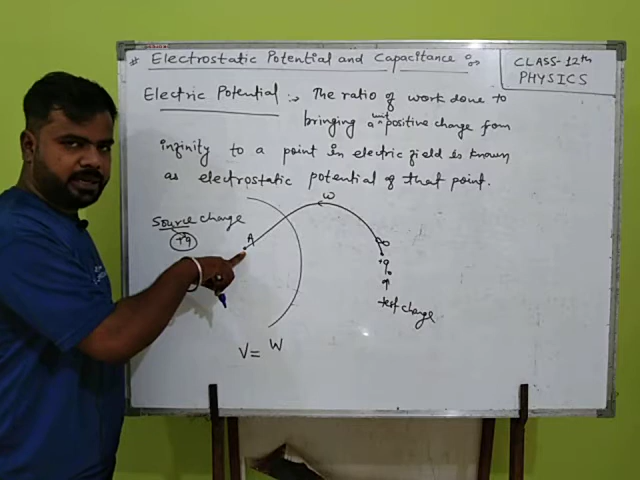 # Electrostatic Potential and Capacitance
CLASS-12th
PHYSICS
Electric Potential :- The ratio of work done to
bringing a unit positive charge from
infinity to a point in electric field is known
as electrostatic potential of that point.
Source charge
+q
A
W
∞
+q₀
test charge
V= W